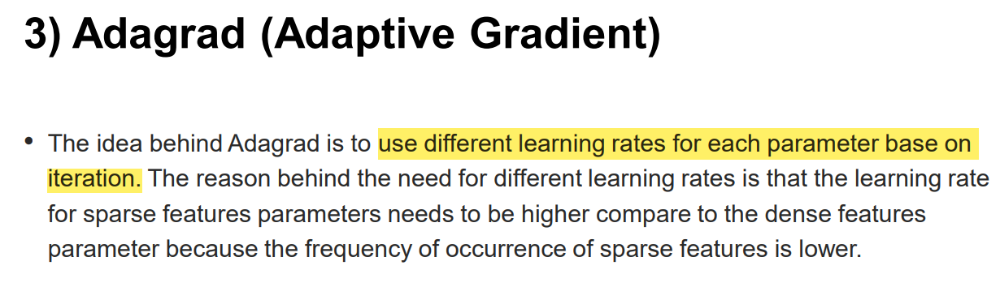 3) Adagrad (Adaptive Gradient)
• The idea behind Adagrad is to use different learning rates for each parameter base on
iteration. The reason behind the need for different learning rates is that the learning rate
for sparse features parameters needs to be higher compare to the dense features
parameter because the frequency of occurrence of sparse features is lower.